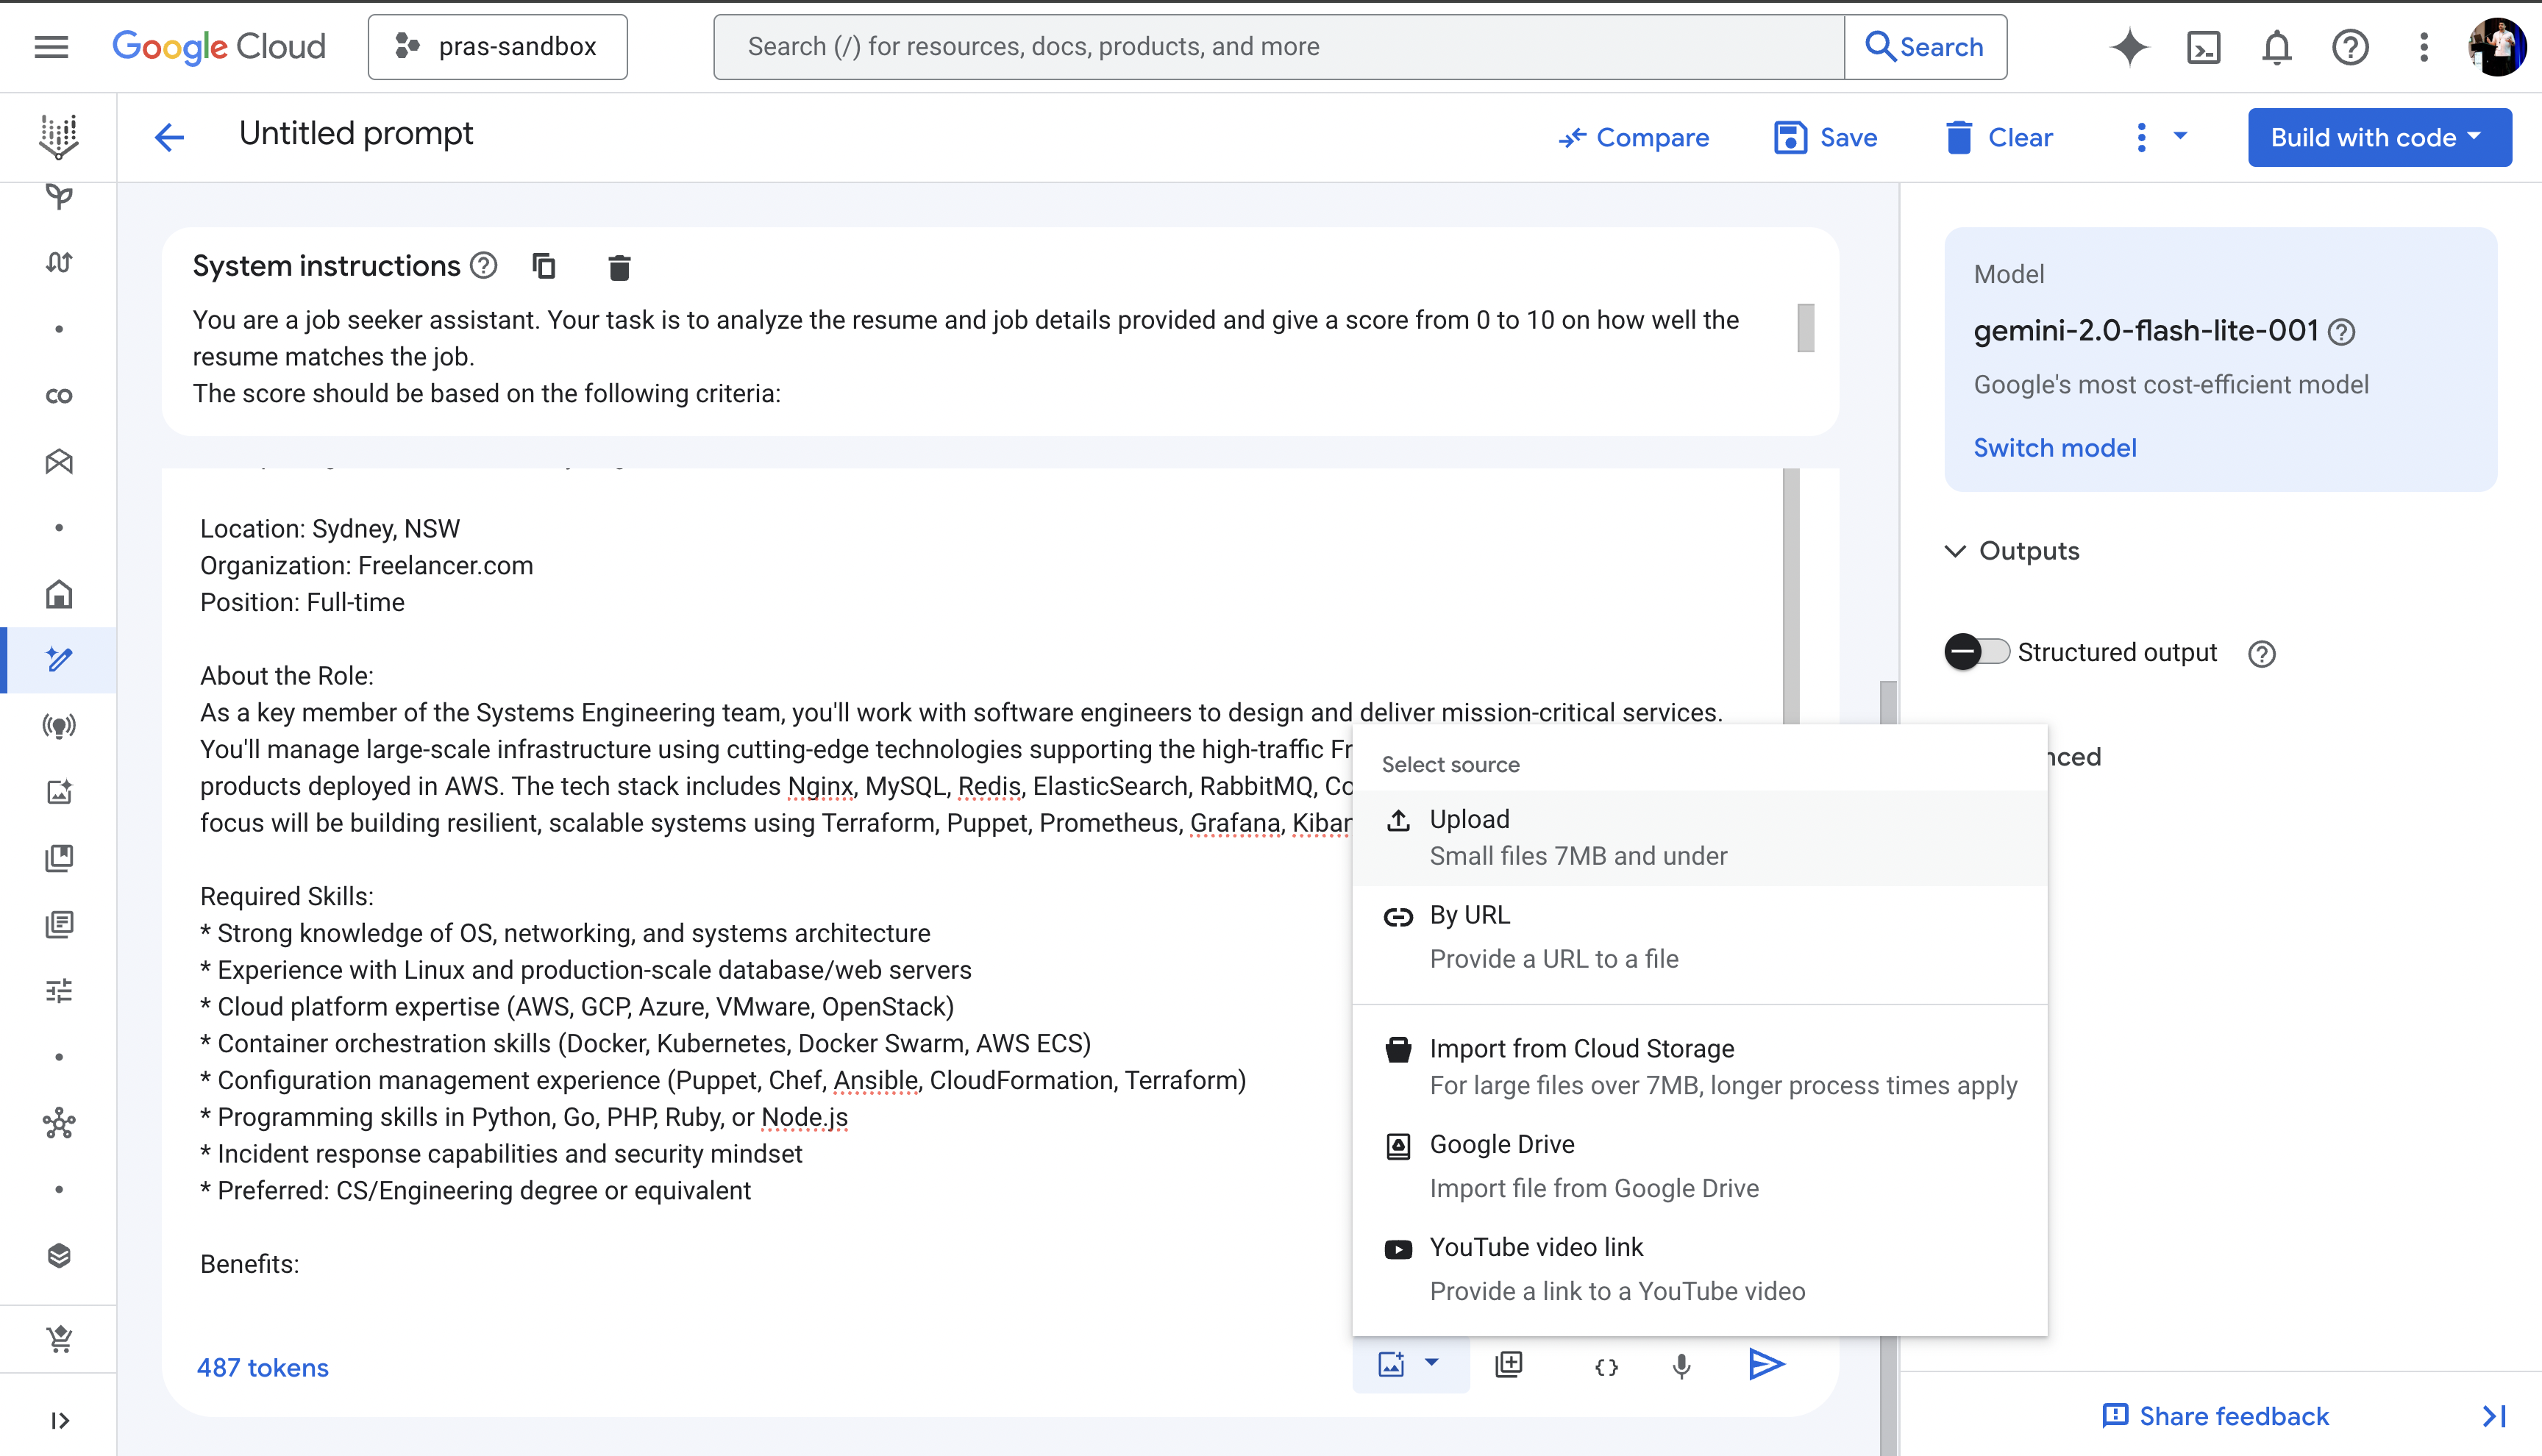 Google Cloud
pras-sandbox
Search (/) for resources, docs, products, and more
Search
Untitled prompt
Compare
Save
Clear
Build with code
System instructions
You are a job seeker assistant. Your task is to analyze the resume and job details provided and give a score from 0 to 10 on how well the
resume matches the job.
The score should be based on the following criteria:
Location: Sydney, NSW
Organization: Freelancer.com
Position: Full-time
About the Role:
As a key member of the Systems Engineering team, you'll work with software engineers to design and deliver mission-critical services.
You'll manage large-scale infrastructure using cutting-edge technologies supporting the high-traffic Fr
products deployed in AWS. The tech stack includes Nginx, MySQL, Redis, ElasticSearch, RabbitMQ, Co
focus will be building resilient, scalable systems using Terraform, Puppet, Prometheus, Grafana, Kiban
Required Skills:
* Strong knowledge of OS, networking, and systems architecture
* Experience with Linux and production-scale database/web servers
* Cloud platform expertise (AWS, GCP, Azure, VMware, OpenStack)
* Container orchestration skills (Docker, Kubernetes, Docker Swarm, AWS ECS)
* Configuration management experience (Puppet, Chef, Ansible, CloudFormation, Terraform)
* Programming skills in Python, Go, PHP, Ruby, or Node.js
* Incident response capabilities and security mindset
* Preferred: CS/Engineering degree or equivalent
Benefits:
487 tokens
Select source
Upload
Small files 7MB and under
By URL
Provide a URL to a file
Import from Cloud Storage
For large files over 7MB, longer process times apply
Google Drive
Import file from Google Drive
YouTube video link
Provide a link to a YouTube video
Model
gemini-2.0-flash-lite-001
Google's most cost-efficient model
Switch model
Outputs
Structured output
nced
Share feedback